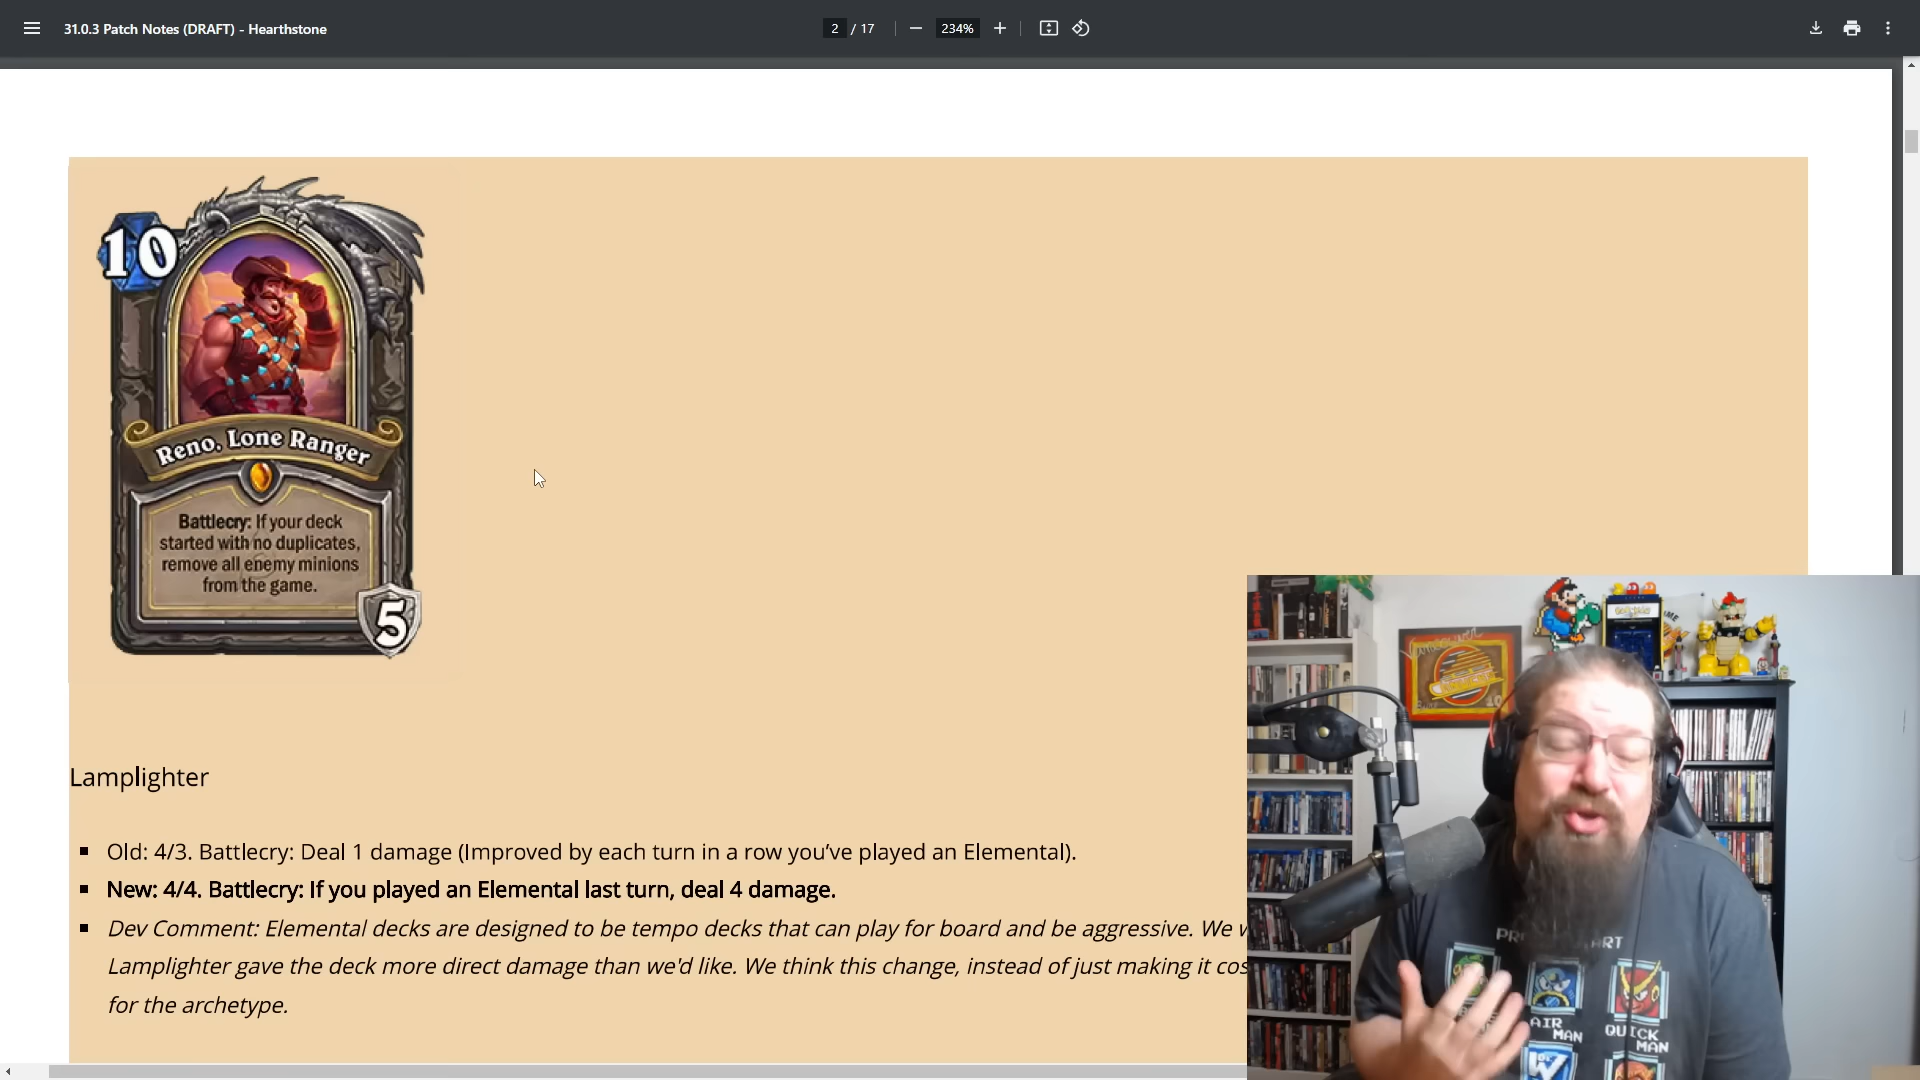 31.0.3 Patch Notes (DRAFT) - Hearthstone
2 / 17
234%
10
Reno, Lone Ranger
Battlecry: If your deck
started with no duplicates,
remove all enemy minions
from the game.
5
Lamplighter
Old: 4/3. Battlecry: Deal 1 damage (Improved by each turn in a row you’ve played an Elemental).
New: 4/4. Battlecry: If you played an Elemental last turn, deal 4 damage.
Dev Comment: Elemental decks are designed to be tempo decks that can play for board and be aggressive. We
Lamplighter gave the deck more direct damage than we'd like. We think this change, instead of just making it
for the archetype.
AIR
MAN
QUICK
MAN
W